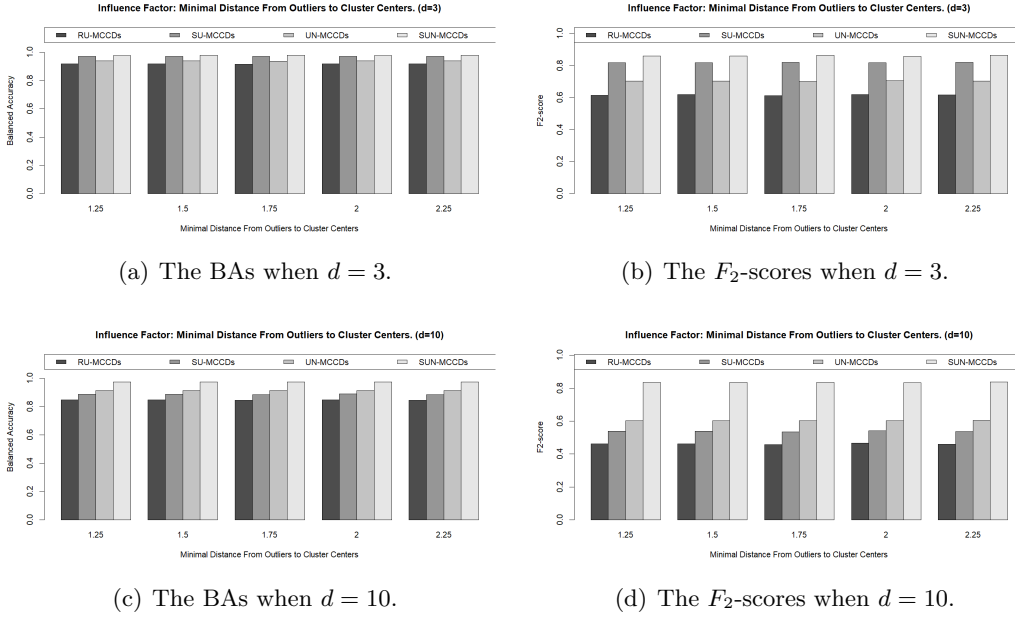 Influence Factor: Minimal Distance From Outliers to Cluster Centers. (d=3)
RU-MCCDs SU-MCCDs UN-MCCDs SUN-MCCDs
Balanced Accuracy
0.0 0.2 0.4 0.6 0.8 1.0
1.25 1.5 1.75 2 2.25
Minimal Distance From Outliers to Cluster Centers
(a) The BAs when d = 3.
Influence Factor: Minimal Distance From Outliers to Cluster Centers. (d=3)
RU-MCCDs SU-MCCDs UN-MCCDs SUN-MCCDs
F2-score
0.0 0.2 0.4 0.6 0.8 1.0
1.25 1.5 1.75 2 2.25
Minimal Distance From Outliers to Cluster Centers
(b) The F₂-scores when d = 3.
Influence Factor: Minimal Distance From Outliers to Cluster Centers. (d=10)
RU-MCCDs SU-MCCDs UN-MCCDs SUN-MCCDs
Balanced Accuracy
0.0 0.2 0.4 0.6 0.8 1.0
1.25 1.5 1.75 2 2.25
Minimal Distance From Outliers to Cluster Centers
(c) The BAs when d = 10.
Influence Factor: Minimal Distance From Outliers to Cluster Centers. (d=10)
RU-MCCDs SU-MCCDs UN-MCCDs SUN-MCCDs
F2-score
0.0 0.2 0.4 0.6 0.8 1.0
1.25 1.5 1.75 2 2.25
Minimal Distance From Outliers to Cluster Centers
(d) The F₂-scores when d = 10.